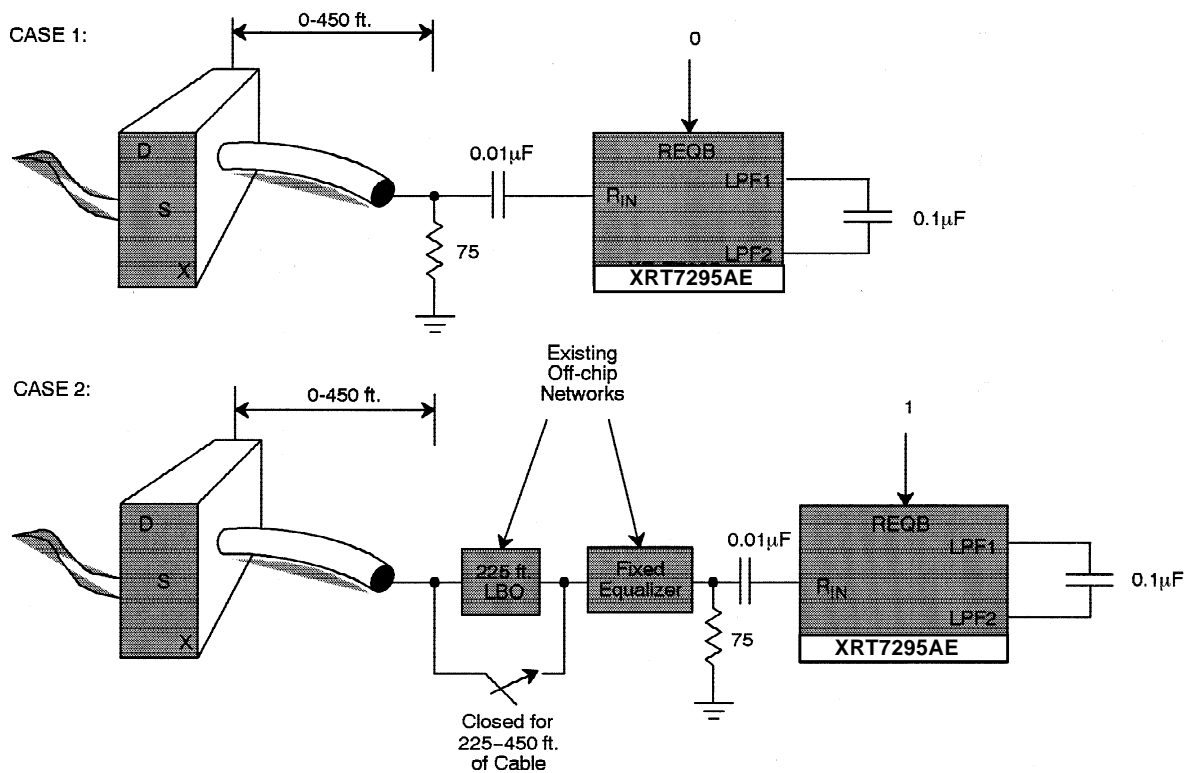 CASE 1:
0-450 ft.
0
D
S
X
0.01µF
75
REQB
R_IN
LPF1
LPF2
XRT7295AE
0.1µF
CASE 2:
0-450 ft.
Existing
Off-chip
Networks
1
D
S
X
225 ft.
LBO
Fixed
Equalizer
0.01µF
75
REQB
R_IN
LPF1
LPF2
XRT7295AE
0.1µF
Closed for
225–450 ft.
of Cable